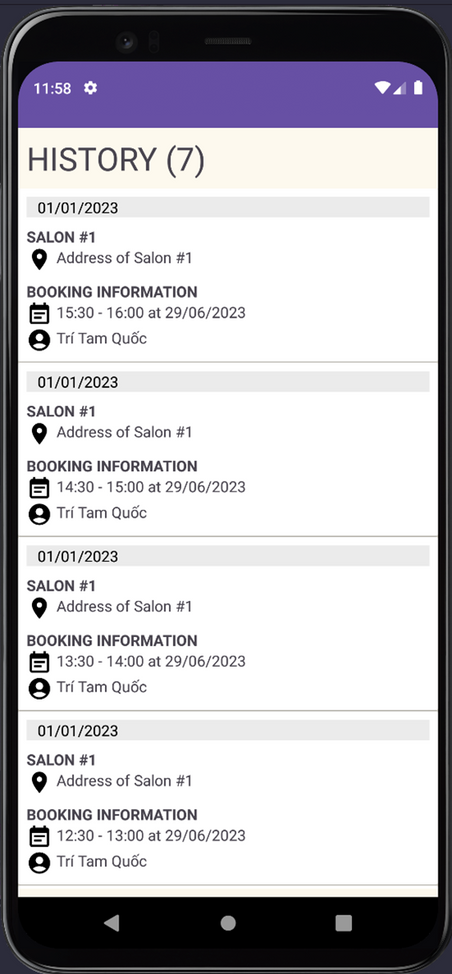 11:58
HISTORY (7)
01/01/2023
SALON #1
Address of Salon #1
BOOKING INFORMATION
15:30 - 16:00 at 29/06/2023
Trí Tam Quốc
01/01/2023
SALON #1
Address of Salon #1
BOOKING INFORMATION
14:30 - 15:00 at 29/06/2023
Trí Tam Quốc
01/01/2023
SALON #1
Address of Salon #1
BOOKING INFORMATION
13:30 - 14:00 at 29/06/2023
Trí Tam Quốc
01/01/2023
SALON #1
Address of Salon #1
BOOKING INFORMATION
12:30 - 13:00 at 29/06/2023
Trí Tam Quốc